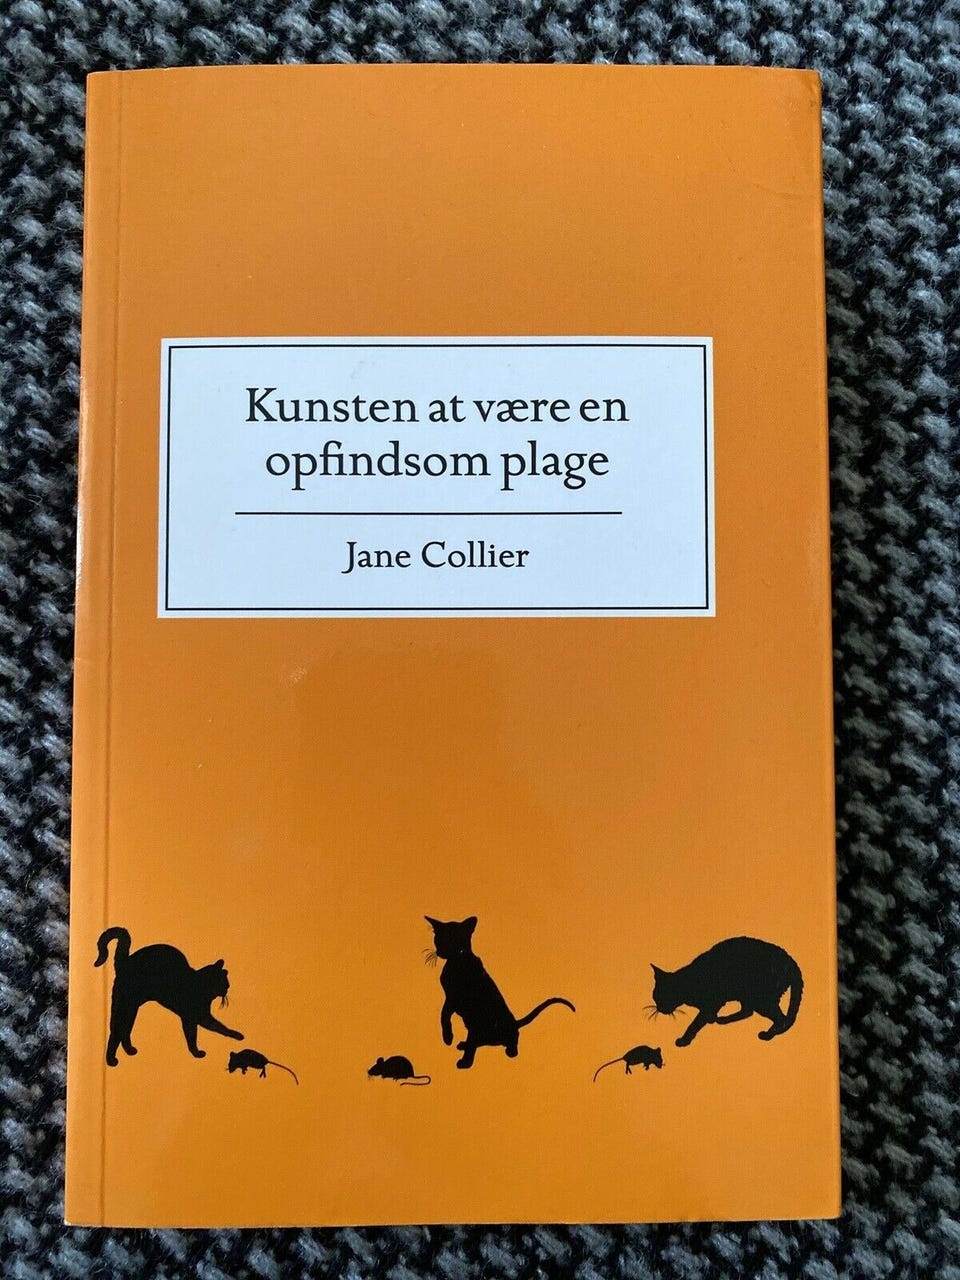 Kunsten at være en
opfindsom plage
Jane Collier